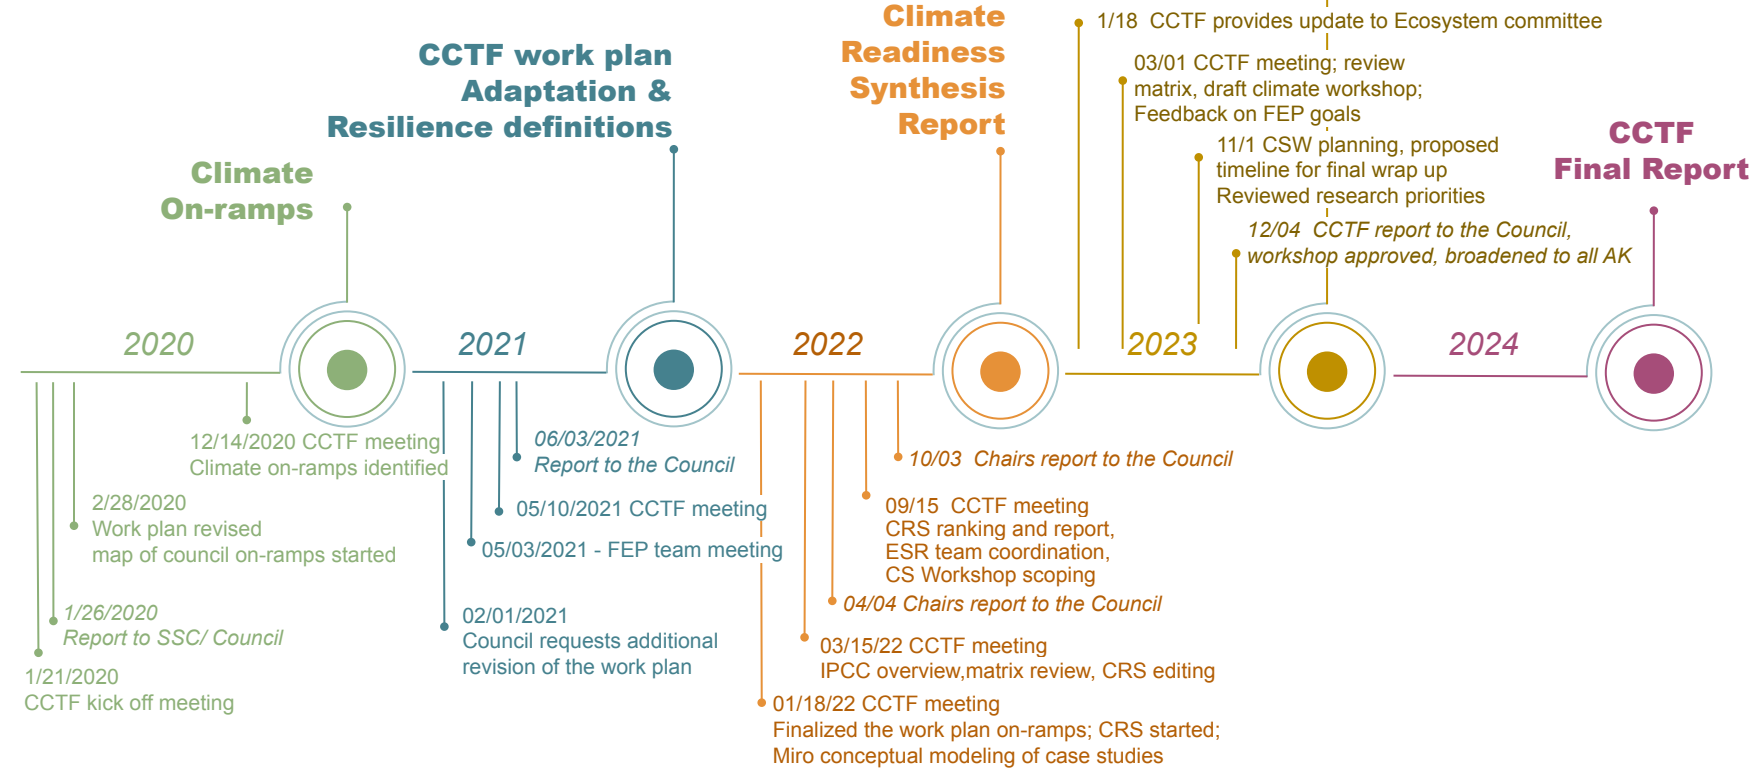 Climate
On-ramps
2020
12/14/2020 CCTF meeting
Climate on-ramps identified
2/28/2020
Work plan revised
map of council on-ramps started
1/26/2020
Report to SSC/ Council
1/21/2020
CCTF kick off meeting
CCTF work plan
Adaptation &
Resilience definitions
2021
06/03/2021
Report to the Council
05/10/2021 CCTF meeting
05/03/2021 - FEP team meeting
02/01/2021
Council requests additional
revision of the work plan
Climate
Readiness
Synthesis
Report
2022
10/03  Chairs report to the Council
09/15  CCTF meeting
CRS ranking and report,
ESR team coordination,
CS Workshop scoping
04/04 Chairs report to the Council
03/15/22 CCTF meeting
IPCC overview,matrix review, CRS editing
01/18/22 CCTF meeting
Finalized the work plan on-ramps; CRS started;
Miro conceptual modeling of case studies
1/18  CCTF provides update to Ecosystem committee
03/01 CCTF meeting; review
matrix, draft climate workshop;
Feedback on FEP goals
11/1 CSW planning, proposed
timeline for final wrap up
Reviewed research priorities
12/04  CCTF report to the Council,
workshop approved, broadened to all AK
2023
CCTF
Final Report
2024